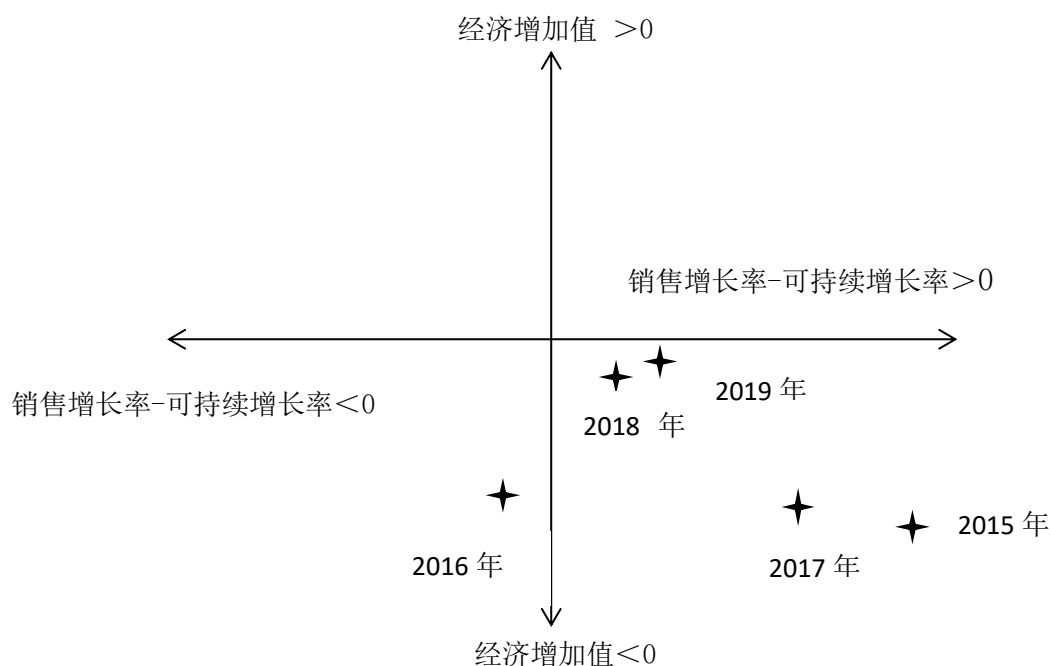 经济增加值 ＞0
销售增长率-可持续增长率＞0
销售增长率-可持续增长率＜0
2019 年
2018 年
2015 年
2016 年
2017 年
经济增加值＜0